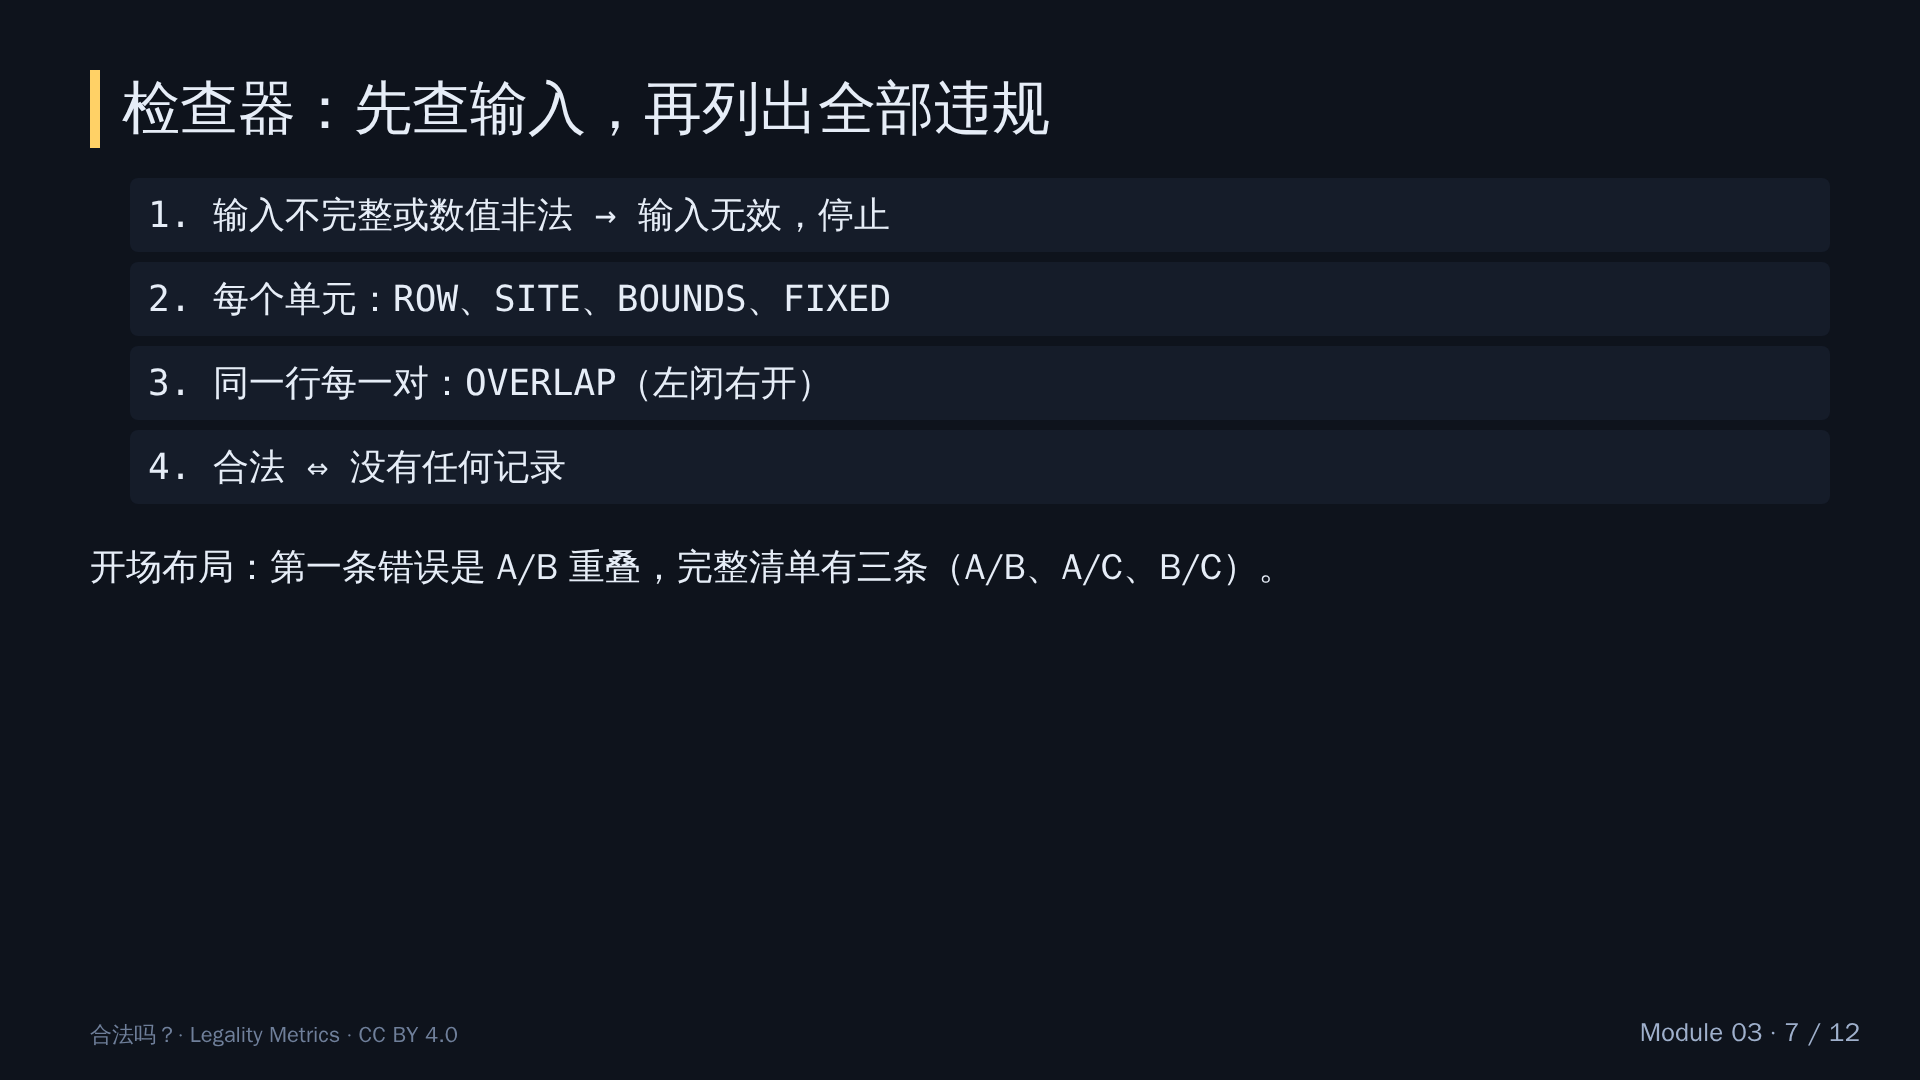 检查器：先查输入，再列出全部违规
1. 输入不完整或数值非法 → 输入无效，停止
2. 每个单元：ROW、SITE、BOUNDS、FIXED
3. 同一行每一对：OVERLAP（左闭右开）
4. 合法 ⇔ 没有任何记录
开场布局：第一条错误是 A/B 重叠，完整清单有三条（A/B、A/C、B/C）。
合法吗？· Legality Metrics · CC BY 4.0
Module 03 · 7 / 12